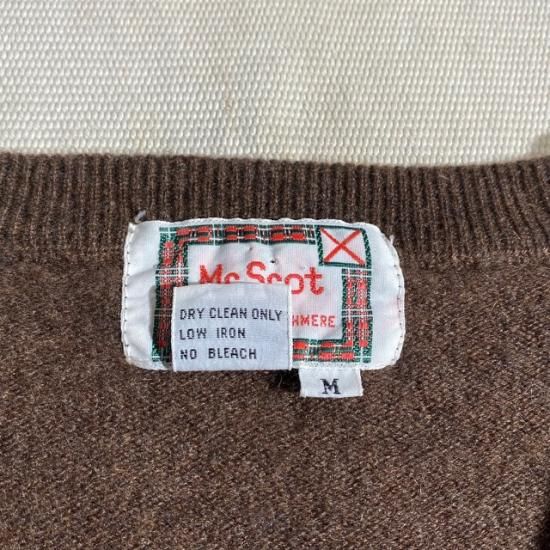 McScot
HMERE
DRY CLEAN ONLY
LOW IRON
NO BLEACH
M